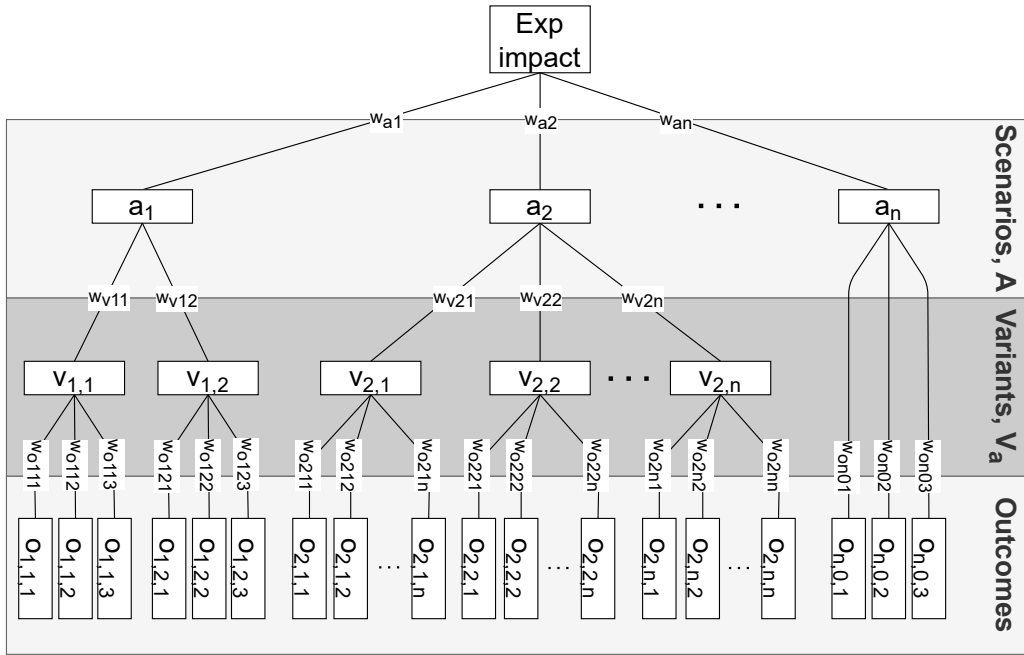 Exp
impact
wa1
wa2
wan
Scenarios, A
a1
a2
. . .
an
wv11
wv12
wv21
wv22
wv2n
Variants, Va
v1,1
v1,2
v2,1
v2,2
. . .
v2,n
wo111
wo112
wo113
wo121
wo122
wo123
wo211
wo212
wo21n
wo221
wo222
wo22n
wo2n1
wo2n2
wo2nn
won01
won02
won03
Outcomes
o1,1,1
o1,1,2
o1,1,3
o1,2,1
o1,2,2
o1,2,3
o2,1,1
o2,1,2
. . .
o2,1,n
o2,2,1
o2,2,2
. . .
o2,2,n
o2,n,1
o2,n,2
. . .
o2,n,n
on,0,1
on,0,2
on,0,3